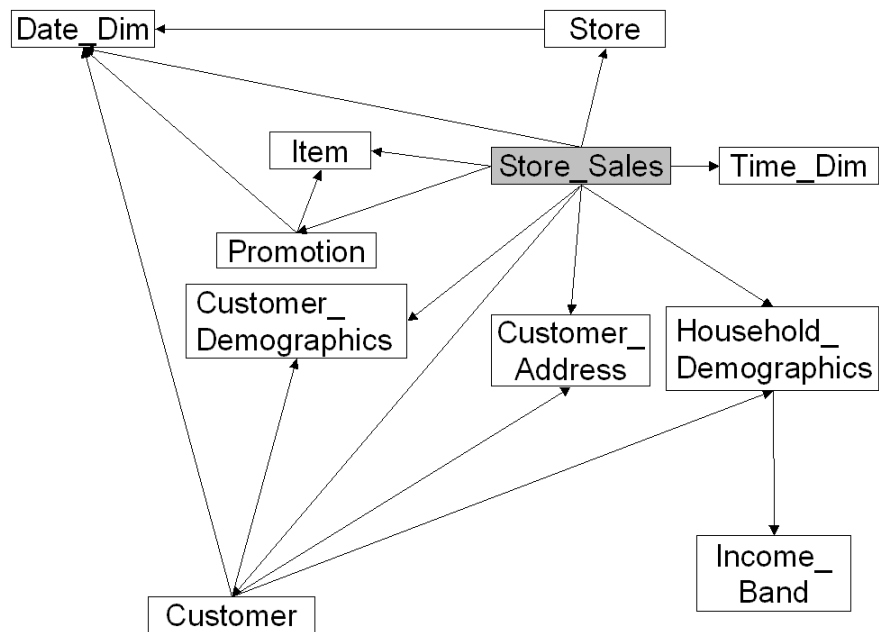 Date_Dim
Store
Item
Store_Sales
Time_Dim
Promotion
Customer_
Demographics
Customer_
Address
Household_
Demographics
Income_
Band
Customer